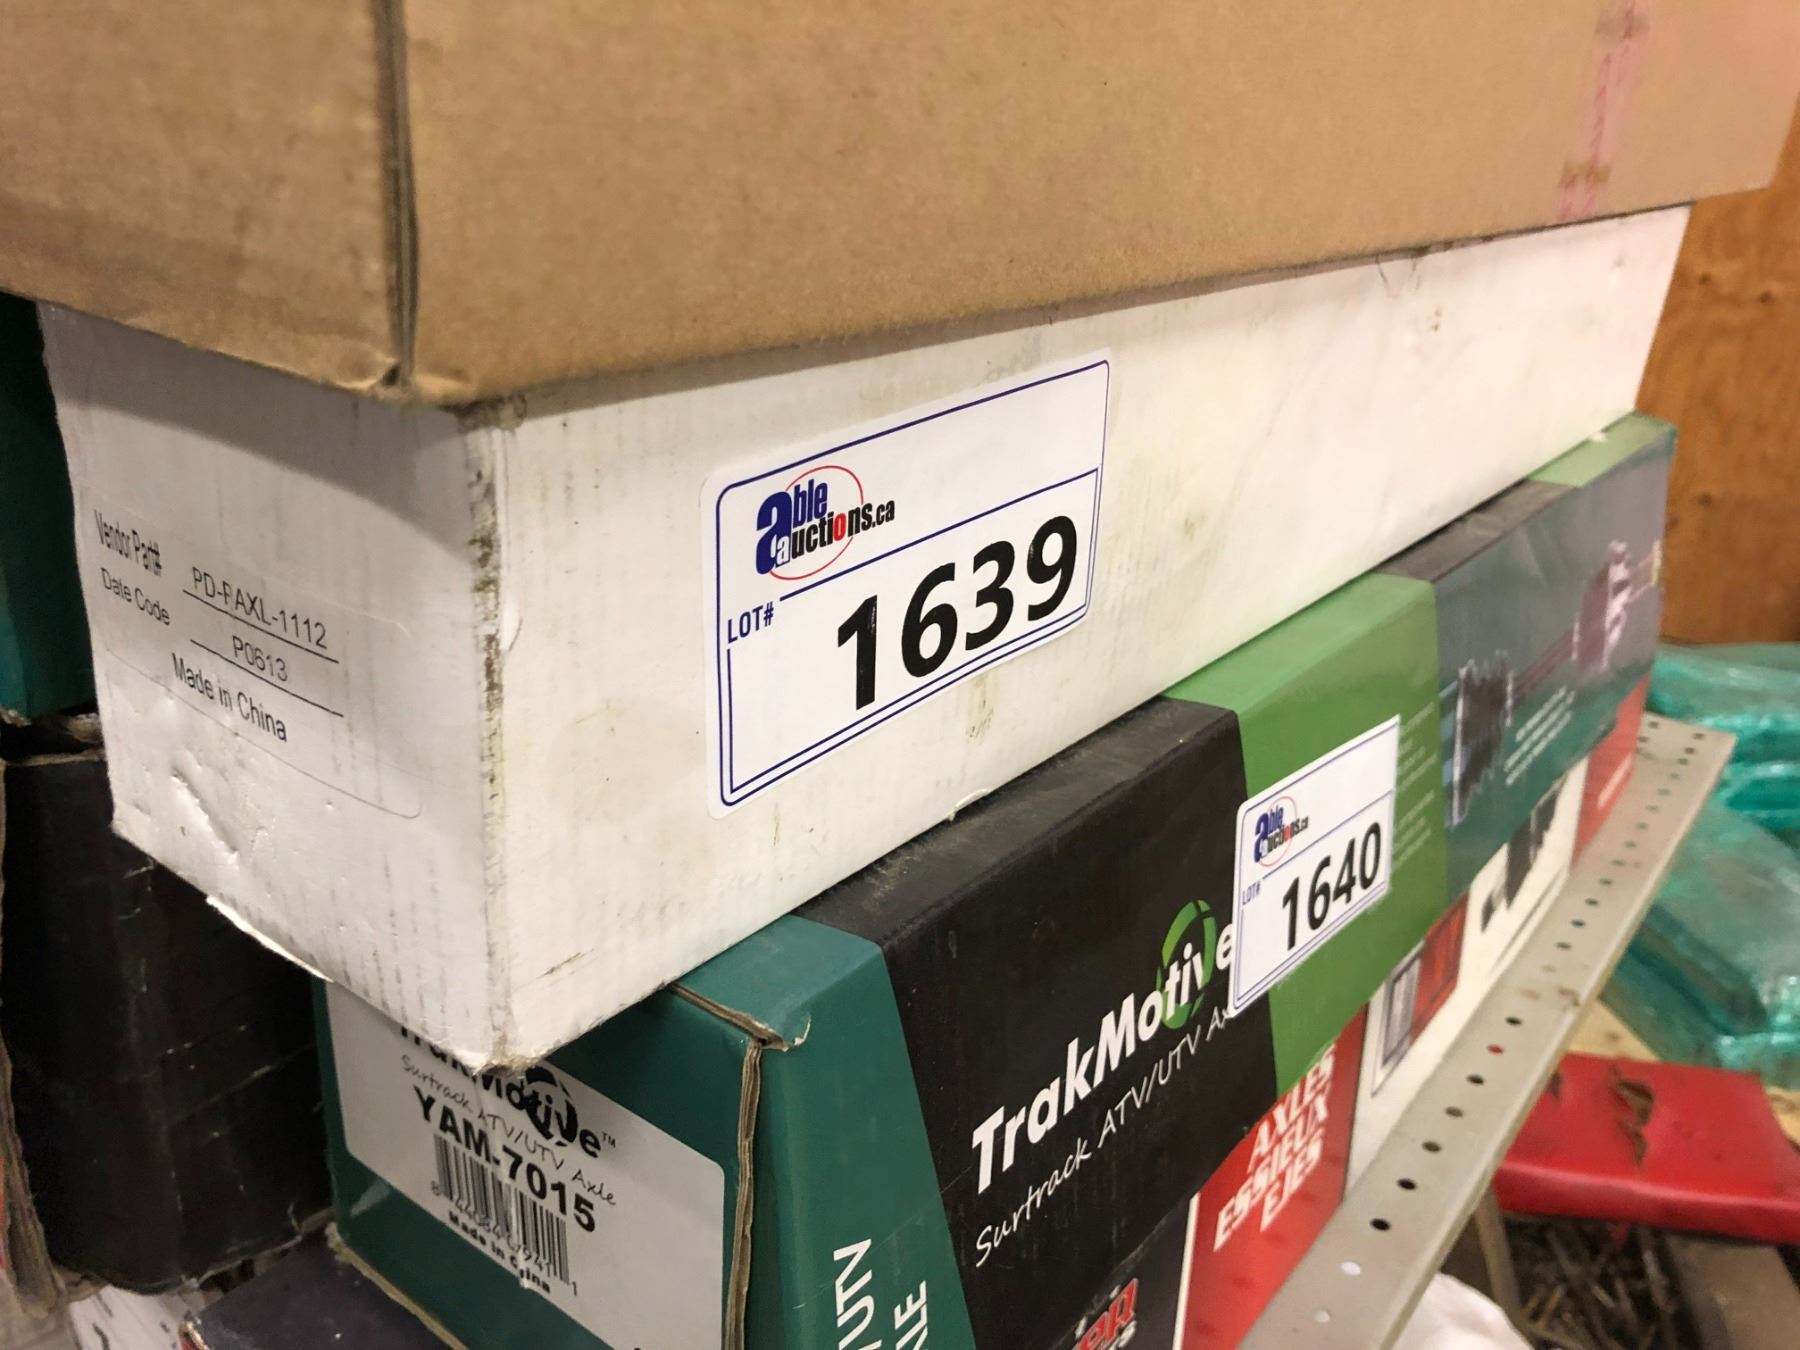 Vendor Part# PD-PAXL-1112
Date Code P0613
Made in China
able
auctions.ca
LOT# 1639
able
auctions.ca
LOT# 1640
TrakMotive™
Surtrack ATV/UTV Axle
YAM-7015
Made in China
TrakMotive
Surtrack ATV/UTV
AXLES
ESSIEUX
EJES